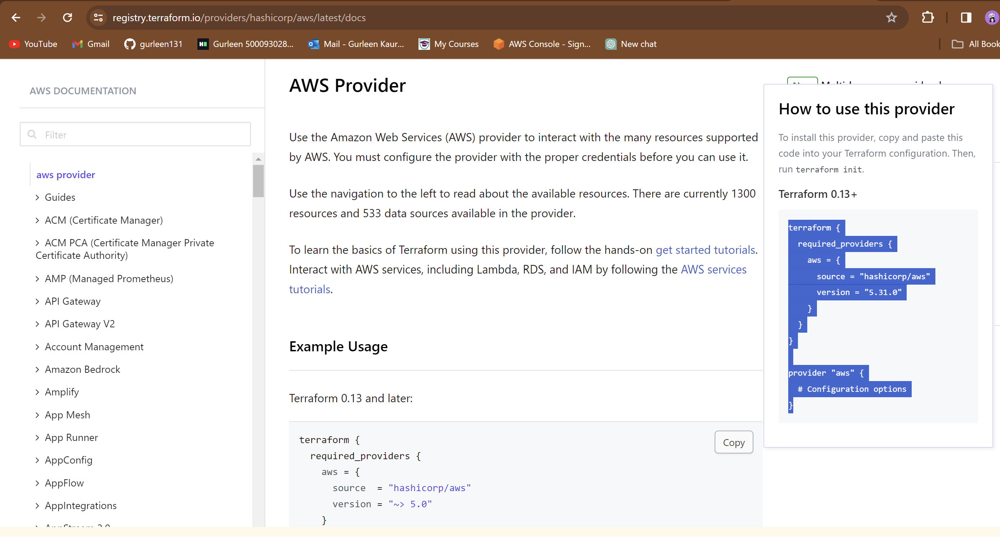 registry.terraform.io/providers/hashicorp/aws/latest/docs
YouTube
Gmail
gurleen131
Gurleen 500093028...
Mail - Gurleen Kaur...
My Courses
AWS Console - Sign...
New chat
All Book
AWS DOCUMENTATION
Filter
aws provider
Guides
ACM (Certificate Manager)
ACM PCA (Certificate Manager Private
Certificate Authority)
AMP (Managed Prometheus)
API Gateway
API Gateway V2
Account Management
Amazon Bedrock
Amplify
App Mesh
App Runner
AppConfig
AppFlow
AppIntegrations
AWS Provider
Use the Amazon Web Services (AWS) provider to interact with the many resources supported
by AWS. You must configure the provider with the proper credentials before you can use it.
Use the navigation to the left to read about the available resources. There are currently 1300
resources and 533 data sources available in the provider.
To learn the basics of Terraform using this provider, follow the hands-on get started tutorials.
Interact with AWS services, including Lambda, RDS, and IAM by following the AWS services
tutorials.
Example Usage
Terraform 0.13 and later:
Copy
terraform {
  required_providers {
    aws = {
      source  = "hashicorp/aws"
      version = "~> 5.0"
    }
How to use this provider
To install this provider, copy and paste this
code into your Terraform configuration. Then,
run terraform init.
Terraform 0.13+
terraform {
  required_providers {
    aws = {
      source = "hashicorp/aws"
      version = "5.31.0"
    }
  }
}
provider "aws" {
  # Configuration options
}